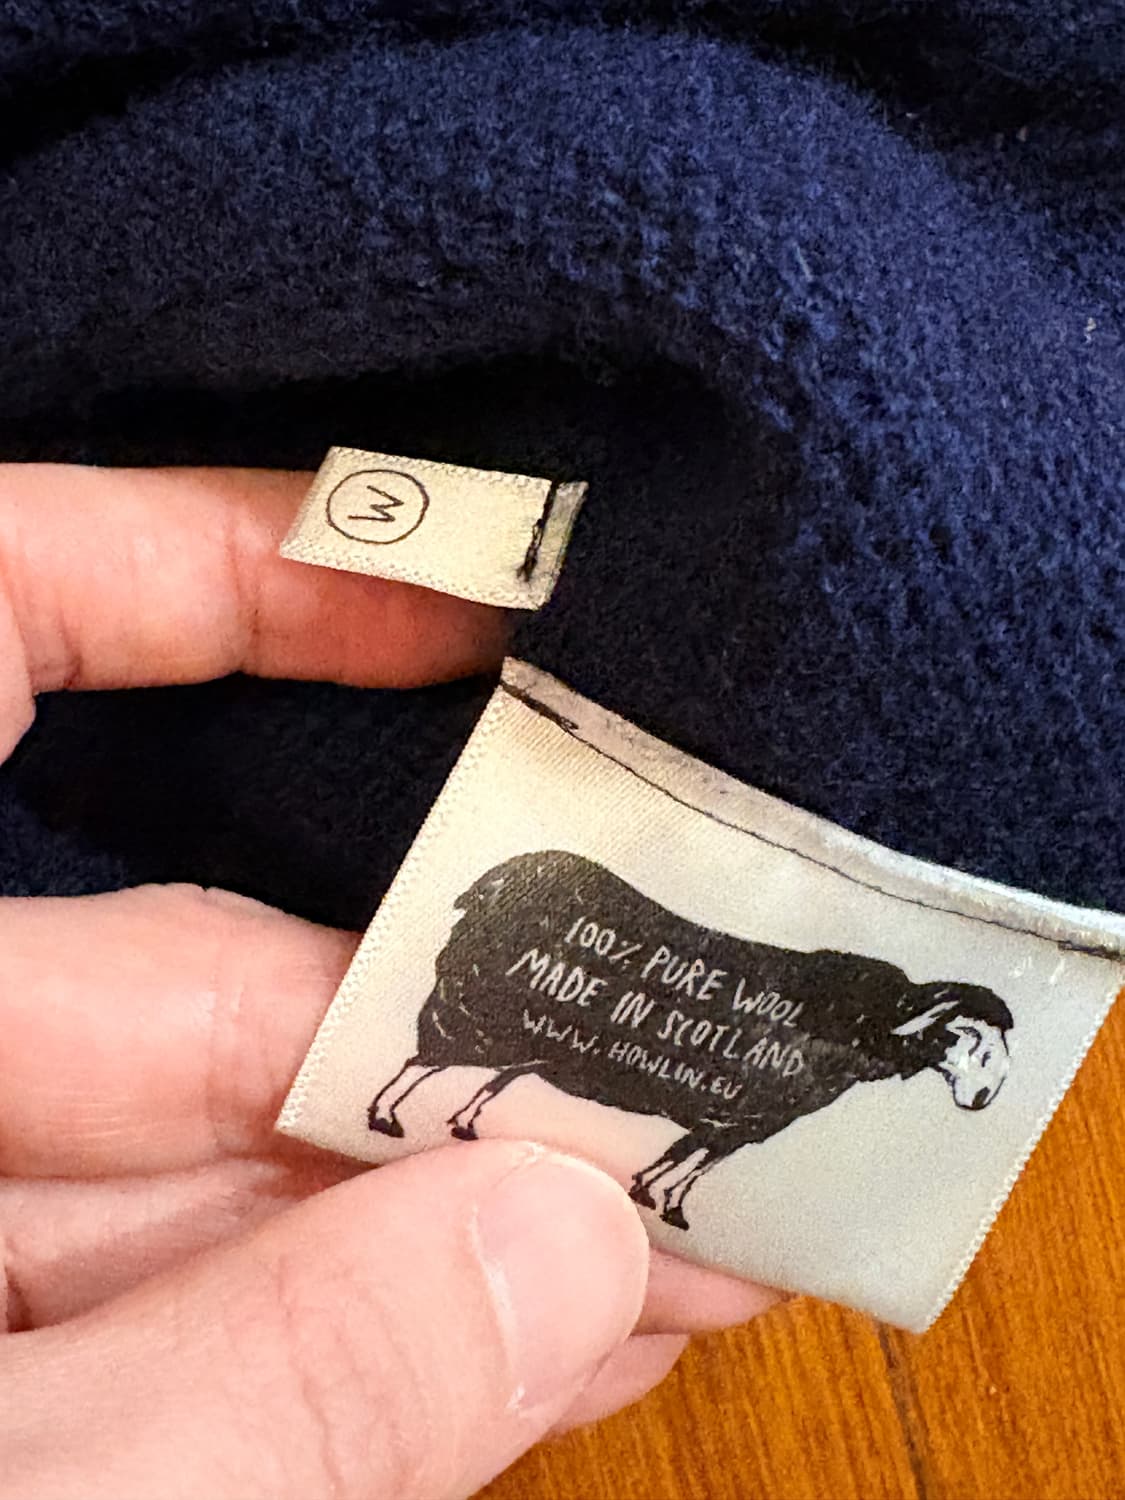 M
100% PURE WOOL
MADE IN SCOTLAND
WWW.HOWLIN.EU